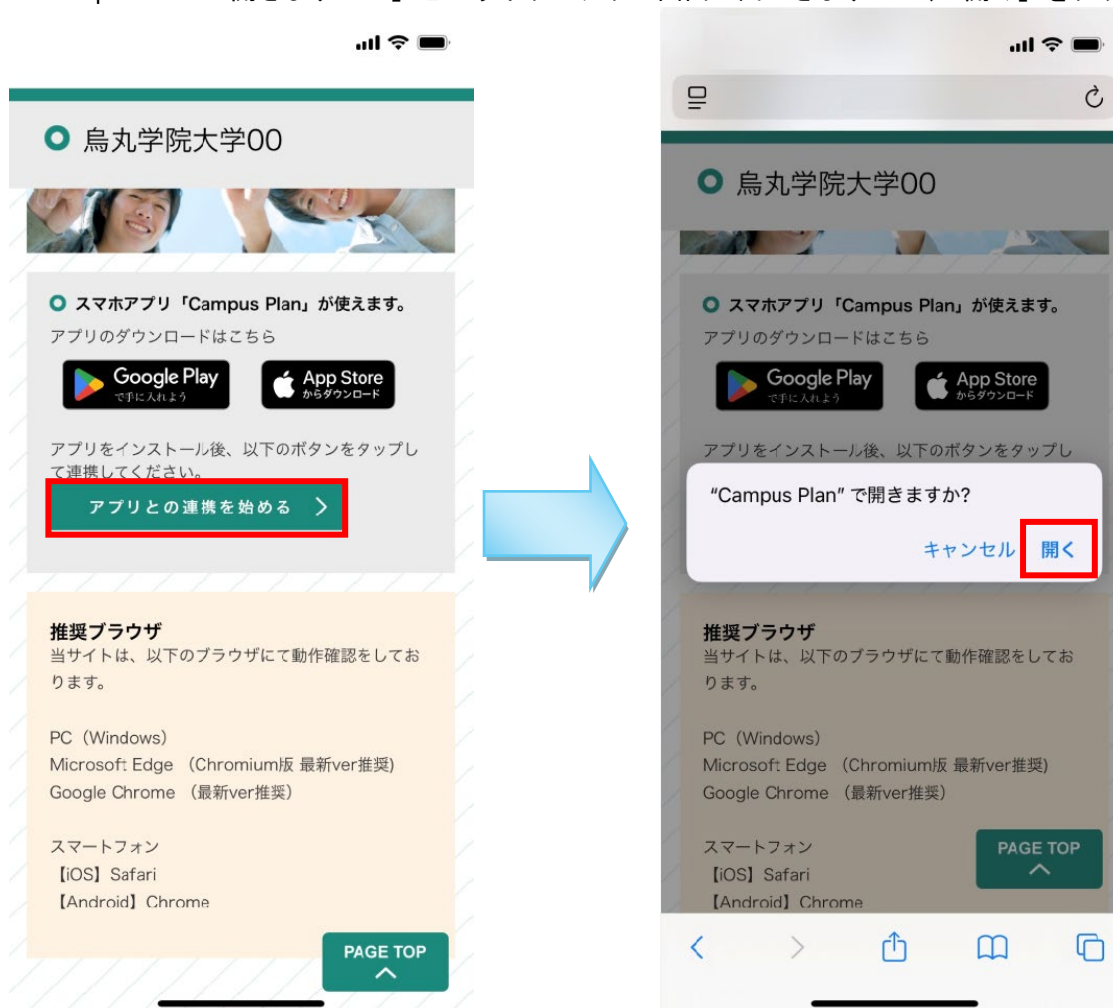 烏丸学院大学00
スマホアプリ「Campus Plan」が使えます。
アプリのダウンロードはこちら
Google Play
で手に入れよう
App Store
からダウンロード
アプリをインストール後、以下のボタンをタップし
て連携してください。
アプリとの連携を始める
推奨ブラウザ
当サイトは、以下のブラウザにて動作確認をしてお
ります。
PC（Windows）
Microsoft Edge （Chromium版 最新ver推奨)
Google Chrome （最新ver推奨）
スマートフォン
【iOS】Safari
【Android】Chrome
PAGE TOP
烏丸学院大学00
スマホアプリ「Campus Plan」が使えます。
アプリのダウンロードはこちら
Google Play
で手に入れよう
App Store
からダウンロード
アプリをインストール後、以下のボタンをタップし
“Campus Plan” で開きますか?
キャンセル
開く
推奨ブラウザ
当サイトは、以下のブラウザにて動作確認をしてお
ります。
PC（Windows）
Microsoft Edge （Chromium版 最新ver推奨)
Google Chrome （最新ver推奨）
スマートフォン
【iOS】Safari
【Android】Chrome
PAGE TOP